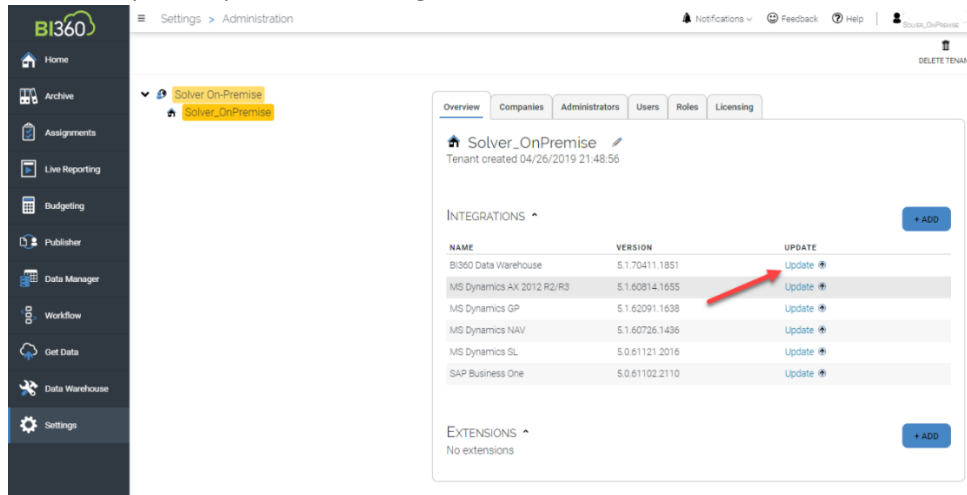 BI360
Settings > Administration
Notifications
Feedback
Help
Home
DELETE TENAN
Archive
Solver On-Premise
Solver_OnPremise
Overview
Companies
Administrators
Users
Roles
Licensing
Assignments
Solver_OnPremise
Tenant created 04/26/2019 21:48:56
Live Reporting
Budgeting
INTEGRATIONS
+ ADD
Publisher
NAME VERSION UPDATE
BI360 Data Warehouse 5.1.70411.1851 Update
Data Manager
MS Dynamics AX 2012 R2/R3 5.1.60814.1655 Update
MS Dynamics GP 5.1.62091.1638 Update
Workflow
MS Dynamics NAV 5.1.60726.1436 Update
MS Dynamics SL 5.0.61121.2016 Update
Get Data
SAP Business One 5.0.61102.2110 Update
Data Warehouse
Settings
EXTENSIONS
+ ADD
No extensions